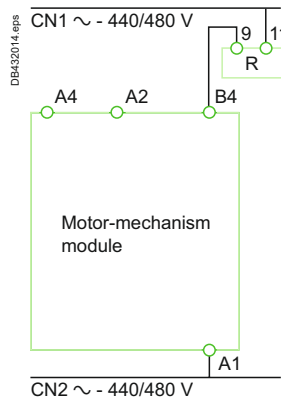 CN1 ∼ - 440/480 V
DB432014.eps
9
11
R
A4
A2
B4
Motor-mechanism
module
A1
CN2 ∼ - 440/480 V